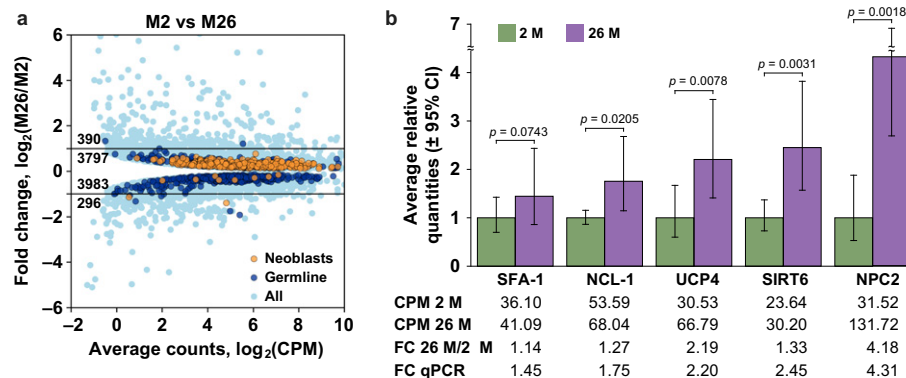 a
M2 vs M26
Fold change, log2(M26/M2)
6
4
2
0
−2
−4
−6
390
3797
3983
296
Neoblasts
Germline
All
−2 0 2 4 6 8 10
Average counts, log2(CPM)
b
Average relative
quantities (± 95% CI)
7
4
3
2
1
0
2 M 26 M
p = 0.0743
p = 0.0205
p = 0.0078
p = 0.0031
p = 0.0018
SFA-1 NCL-1 UCP4 SIRT6 NPC2
CPM 2 M 36.10 53.59 30.53 23.64 31.52
CPM 26 M 41.09 68.04 66.79 30.20 131.72
FC 26 M/2 M 1.14 1.27 2.19 1.33 4.18
FC qPCR 1.45 1.75 2.20 2.45 4.31